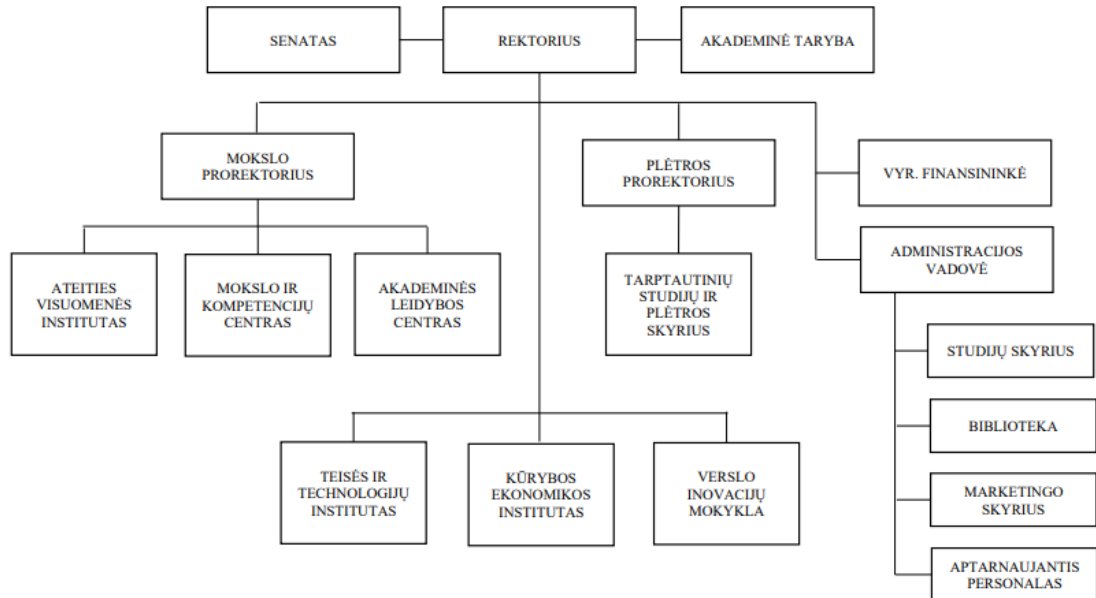 SENATAS
REKTORIUS
AKADEMINĖ TARYBA
MOKSLO
PROREKTORIUS
PLĖTROS
PROREKTORIUS
VYR. FINANSININKĖ
ADMINISTRACIJOS
VADOVĖ
ATEITIES
VISUOMENĖS
INSTITUTAS
MOKSLO IR
KOMPETENCIJŲ
CENTRAS
AKADEMINĖS
LEIDYBOS
CENTRAS
TARPTAUTINIŲ
STUDIJŲ IR
PLĖTROS
SKYRIUS
STUDIJŲ SKYRIUS
BIBLIOTEKA
MARKETINGO
SKYRIUS
APTARNAUJANTIS
PERSONALAS
TEISĖS IR
TECHNOLOGIJŲ
INSTITUTAS
KŪRYBOS
EKONOMIKOS
INSTITUTAS
VERSLO
INOVACIJŲ
MOKYKLA